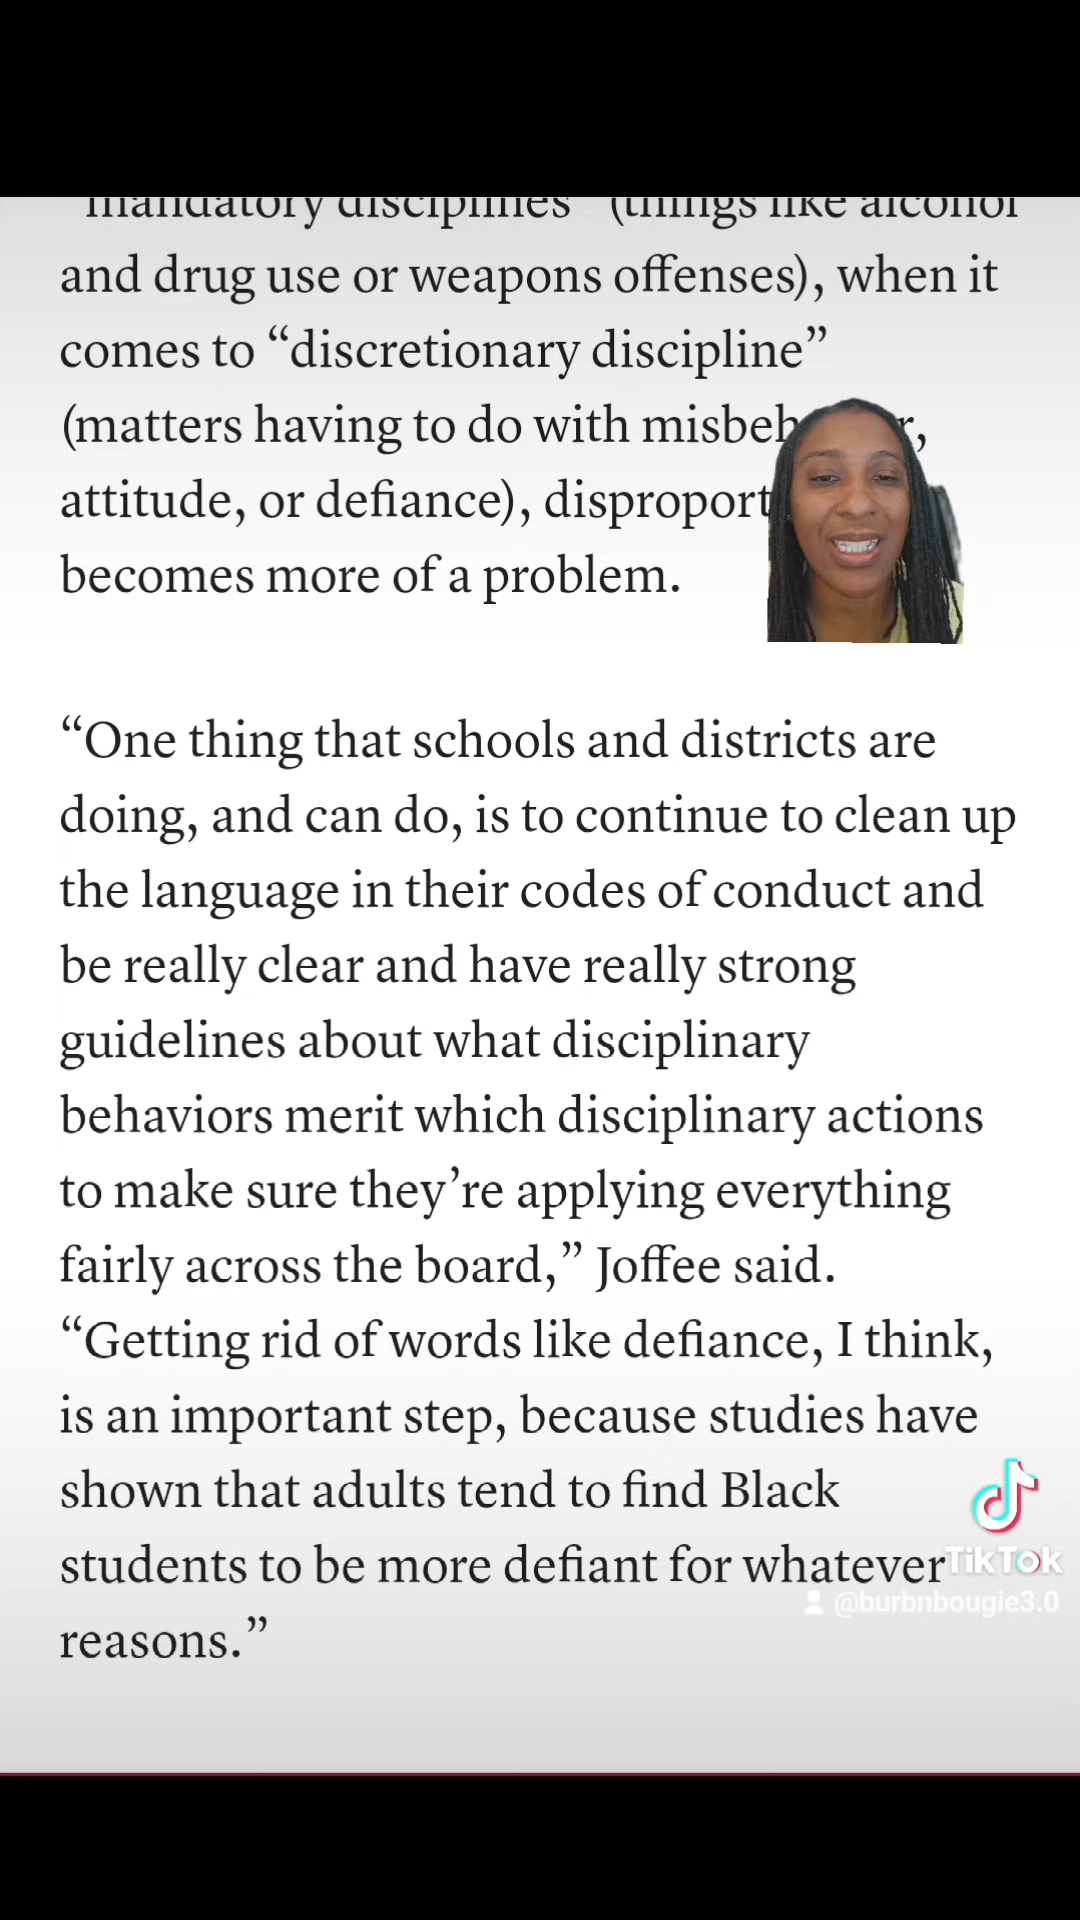 "mandatory disciplines" (things like alcohol
and drug use or weapons offenses), when it
comes to “discretionary discipline”
(matters having to do with
attitude, or defiance),
becomes more of a problem.
“One thing that schools and districts are
doing, and can do, is to continue to clean up
the language in their codes of conduct and
be really clear and have really strong
guidelines about what disciplinary
behaviors merit which disciplinary actions
to make sure they’re applying everything
fairly across the board,” Joffee said.
“Getting rid of words like defiance, I think,
is an important step, because studies have
shown that adults tend to find Black
students to be more defiant for whatever
reasons.”
TikTok
@burbnbougie3.0